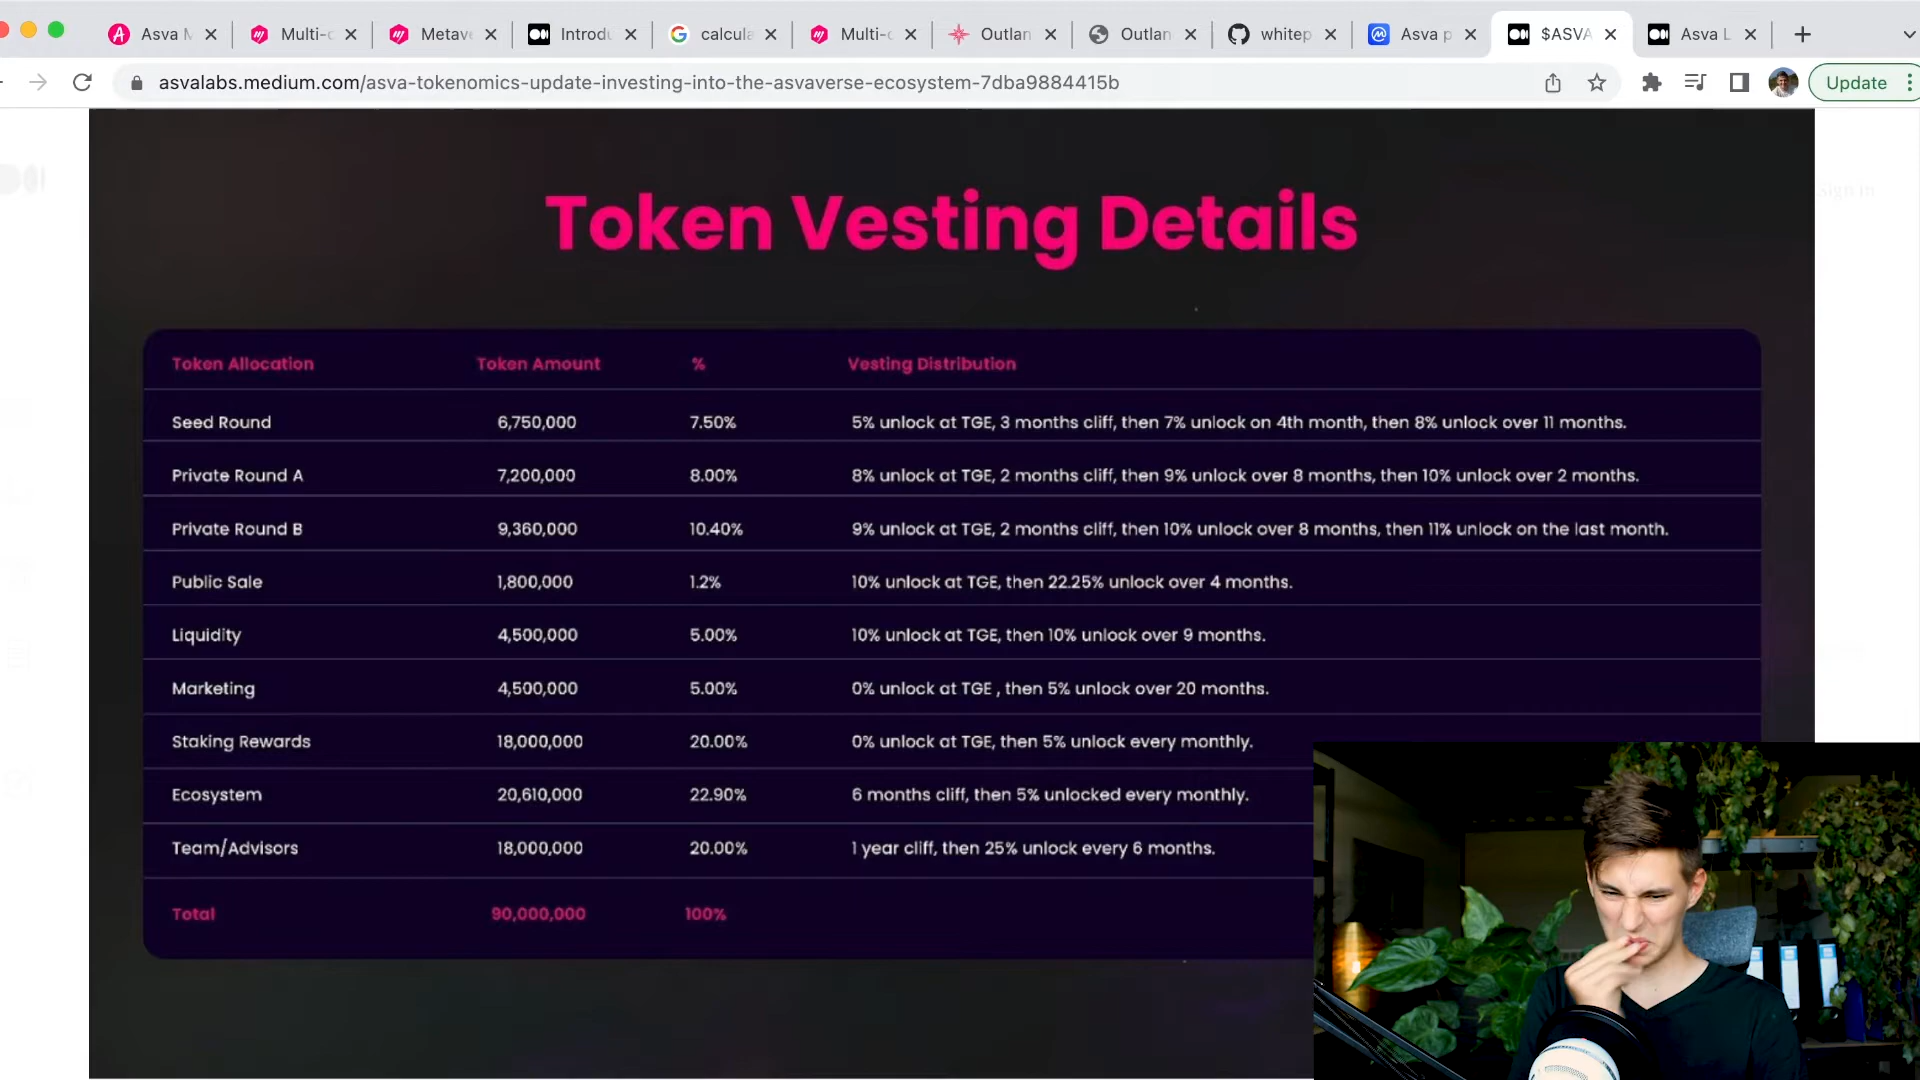 Asva M
Multi-c
Metave
Introdu
calcula
Multi-c
Outlan
Outlan
whitep
Asva p
$ASVA
Asva L
asvalabs.medium.com/asva-tokenomics-update-investing-into-the-asvaverse-ecosystem-7dba9884415b
Update
Sign In
Token Vesting Details
Token Allocation Token Amount % Vesting Distribution
Seed Round 6,750,000 7.50% 5% unlock at TGE, 3 months cliff, then 7% unlock on 4th month, then 8% unlock over 11 months.
Private Round A 7,200,000 8.00% 8% unlock at TGE, 2 months cliff, then 9% unlock over 8 months, then 10% unlock over 2 months.
Private Round B 9,360,000 10.40% 9% unlock at TGE, 2 months cliff, then 10% unlock over 8 months, then 11% unlock on the last month.
Public Sale 1,800,000 1.2% 10% unlock at TGE, then 22.25% unlock over 4 months.
Liquidity 4,500,000 5.00% 10% unlock at TGE, then 10% unlock over 9 months.
Marketing 4,500,000 5.00% 0% unlock at TGE , then 5% unlock over 20 months.
Staking Rewards 18,000,000 20.00% 0% unlock at TGE, then 5% unlock every monthly.
Ecosystem 20,610,000 22.90% 6 months cliff, then 5% unlocked every monthly.
Team/Advisors 18,000,000 20.00% 1 year cliff, then 25% unlock every 6 months.
Total 90,000,000 100%